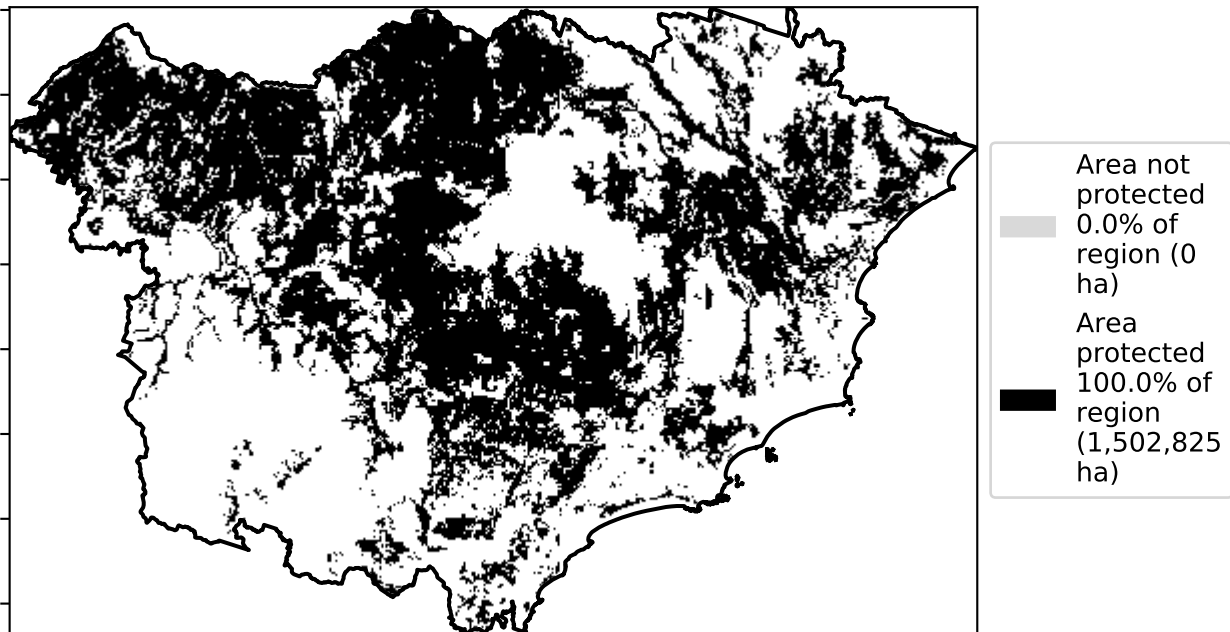 Area not
protected
0.0% of
region (0
ha)
Area
protected
100.0% of
region
(1,502,825
ha)